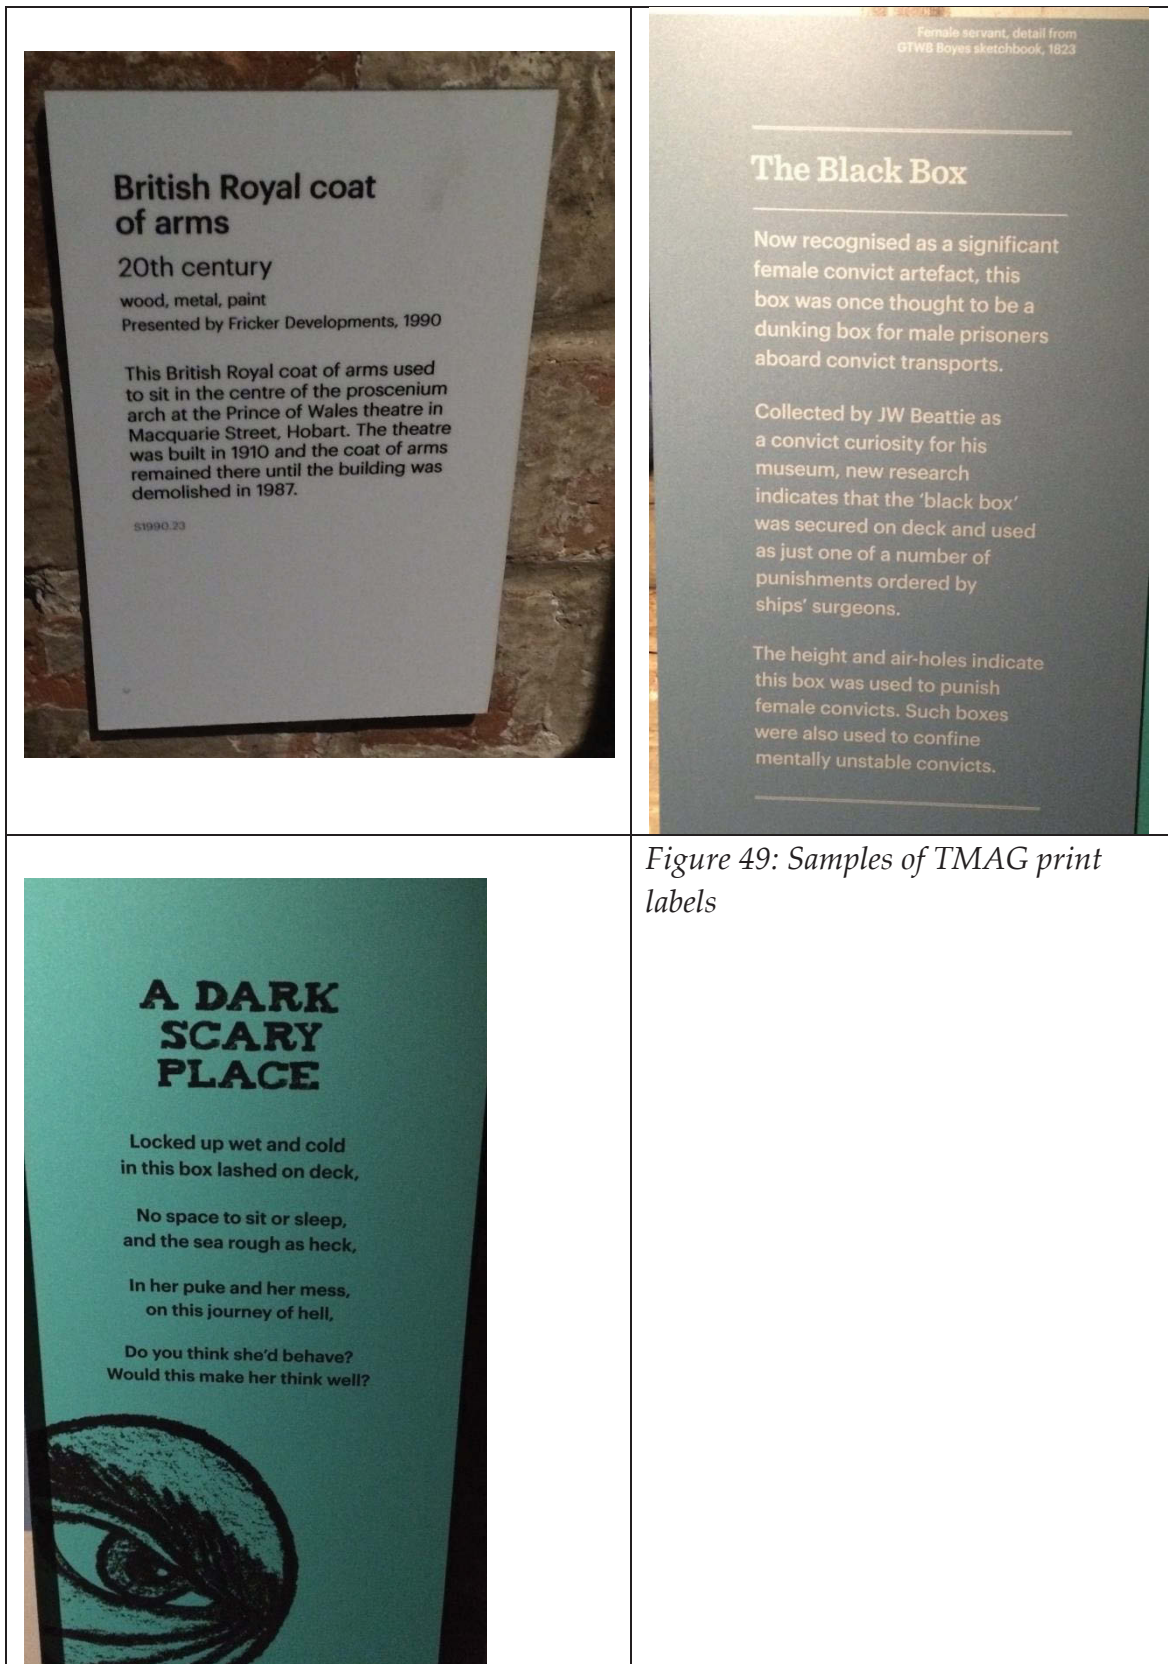 British Royal coat
of arms
20th century
wood, metal, paint
Presented by Fricker Developments, 1990
This British Royal coat of arms used
to sit in the centre of the proscenium
arch at the Prince of Wales theatre in
Macquarie Street, Hobart. The theatre
was built in 1910 and the coat of arms
remained there until the building was
demolished in 1987.
S1990.23
Female servant, detail from
GTWB Boyes sketchbook, 1823
The Black Box
Now recognised as a significant
female convict artefact, this
box was once thought to be a
dunking box for male prisoners
aboard convict transports.
Collected by JW Beattie as
a convict curiosity for his
museum, new research
indicates that the ‘black box’
was secured on deck and used
as just one of a number of
punishments ordered by
ships’ surgeons.
The height and air-holes indicate
this box was used to punish
female convicts. Such boxes
were also used to confine
mentally unstable convicts.
A DARK
SCARY
PLACE
Locked up wet and cold
in this box lashed on deck,
No space to sit or sleep,
and the sea rough as heck,
In her puke and her mess,
on this journey of hell,
Do you think she’d behave?
Would this make her think well?
Figure 49: Samples of TMAG print
labels